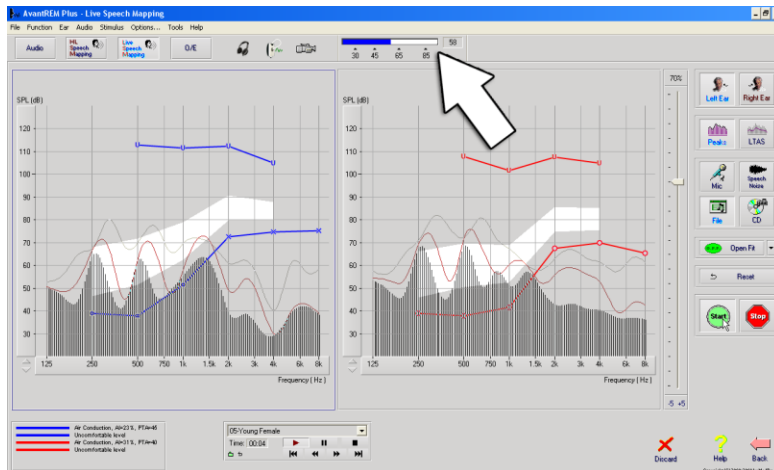 AvantREM Plus - Live Speech Mapping
File Function Ear Audio Stimulus Options... Tools Help
Audio
HL Speech Mapping
Live Speech Mapping
O/E
58
30 45 65 85
SPL (dB)
120
110
100
90
80
70
60
50
40
30
125 250 500 750 1k 1.5k 2k 3k 4k 6k 8k
Frequency ( Hz )
SPL (dB)
120
110
100
90
80
70
60
50
40
30
125 250 500 750 1k 1.5k 2k 3k 4k 6k 8k
Frequency ( Hz )
70%
-5 +5
Left Ear Right Ear
Peaks LTAS
Mic Speech Noise
File CD
Open Fit
Reset
Start Stop
Air Conduction, AI=23%, PTA=45
Uncomfortable level
Air Conduction, AI=31%, PTA=40
Uncomfortable level
05-Young Female
Time: 00:04
Discard Help Back